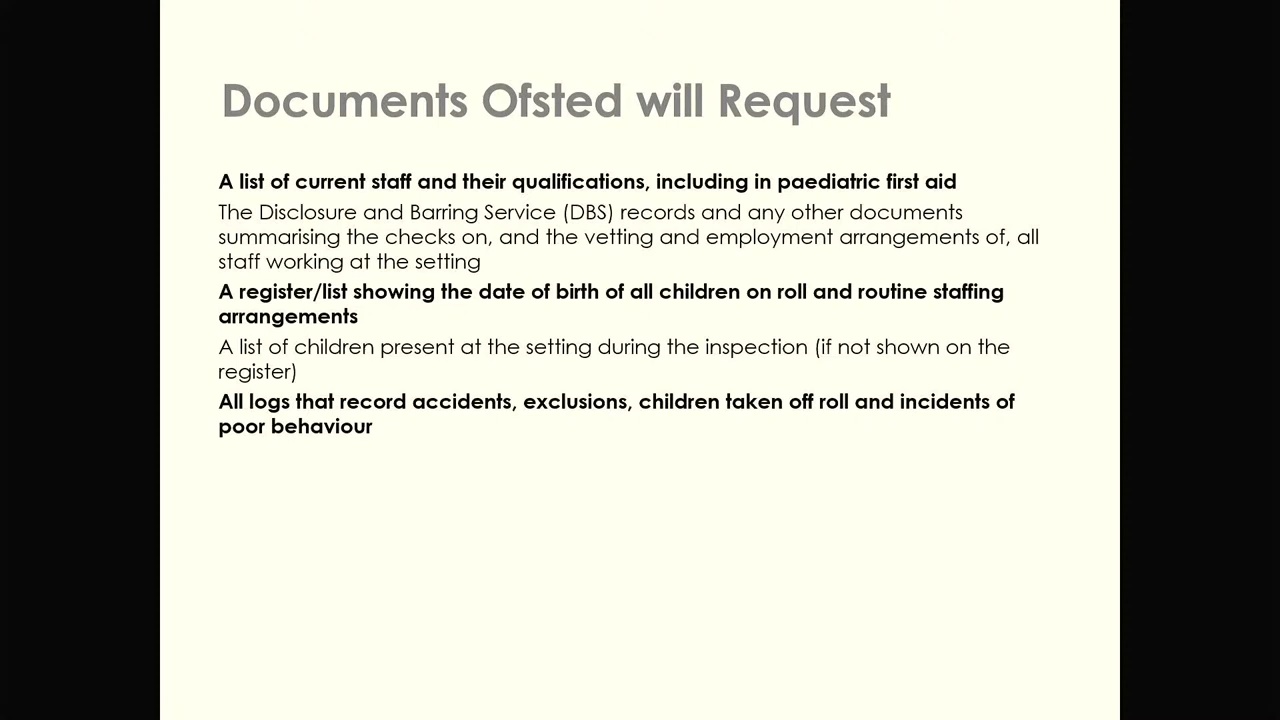 Documents Ofsted will Request
A list of current staff and their qualifications, including in paediatric first aid
The Disclosure and Barring Service (DBS) records and any other documents
summarising the checks on, and the vetting and employment arrangements of, all
staff working at the setting
A register/list showing the date of birth of all children on roll and routine staffing
arrangements
A list of children present at the setting during the inspection (if not shown on the
register)
All logs that record accidents, exclusions, children taken off roll and incidents of
poor behaviour